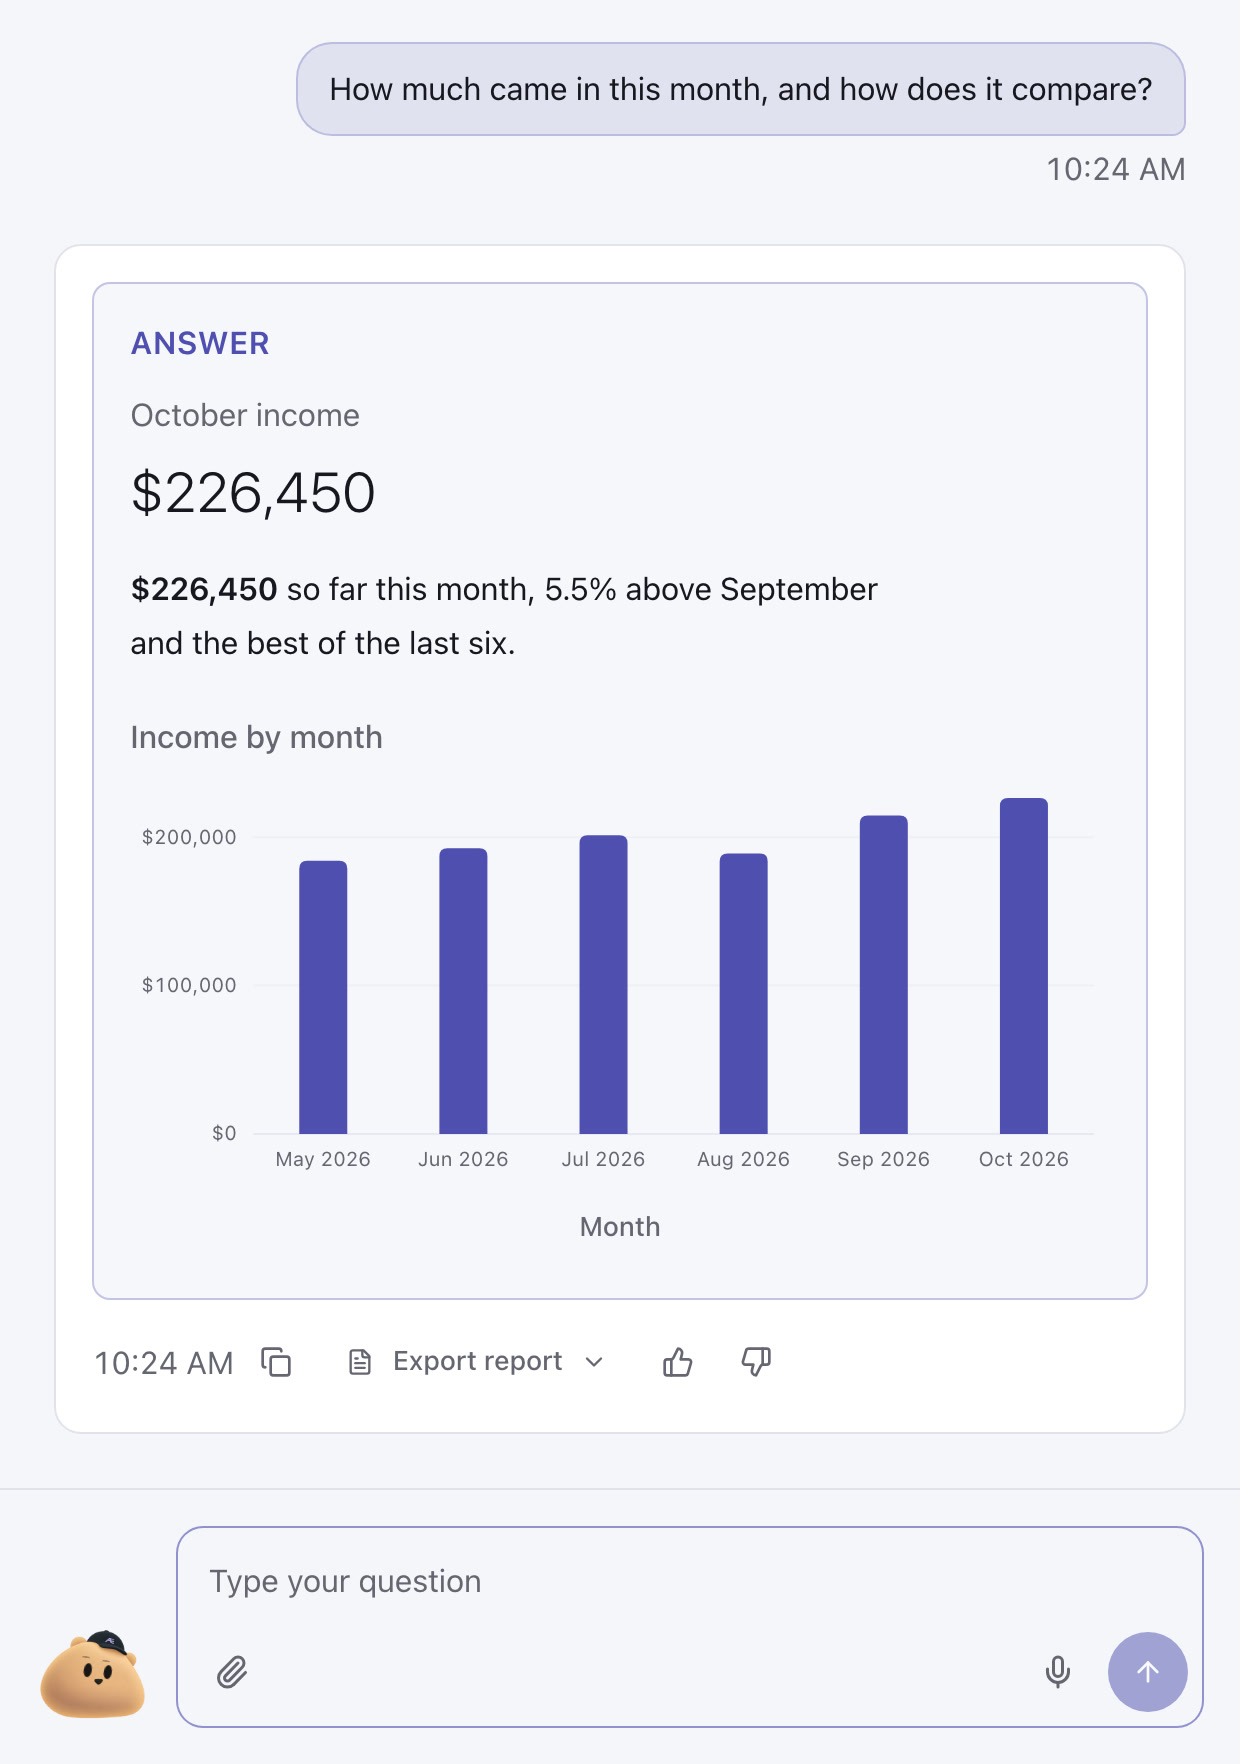 How much came in this month, and how does it compare?
10:24 AM
ANSWER
October income
$226,450
$226,450 so far this month, 5.5% above September
and the best of the last six.
Income by month
$200,000
$100,000
$0
May 2026 Jun 2026 Jul 2026 Aug 2026 Sep 2026 Oct 2026
Month
10:24 AM Export report
Type your question